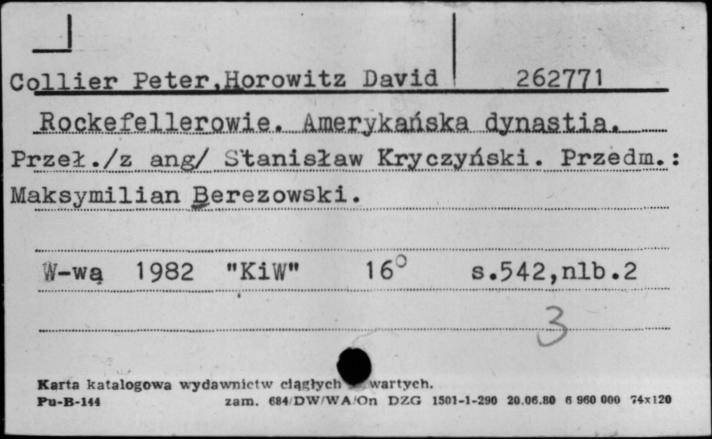 Collier Peter,Horowitz David 262771
Rockefellerowie. Amerykańska dynastia.
Przeł./z ang/ Stanisław Kryczyński. Przedm.:
Maksymilian Berezowski.
W-wą 1982 "KiW" 16° s.542,nlb.2
3
Karta katalogowa wydawnictw ciągłych wartych.
Pu-B-144 zam. 684/DW/WA/On DZG 1501-1-290 20.06.80 6 960 000 74x120